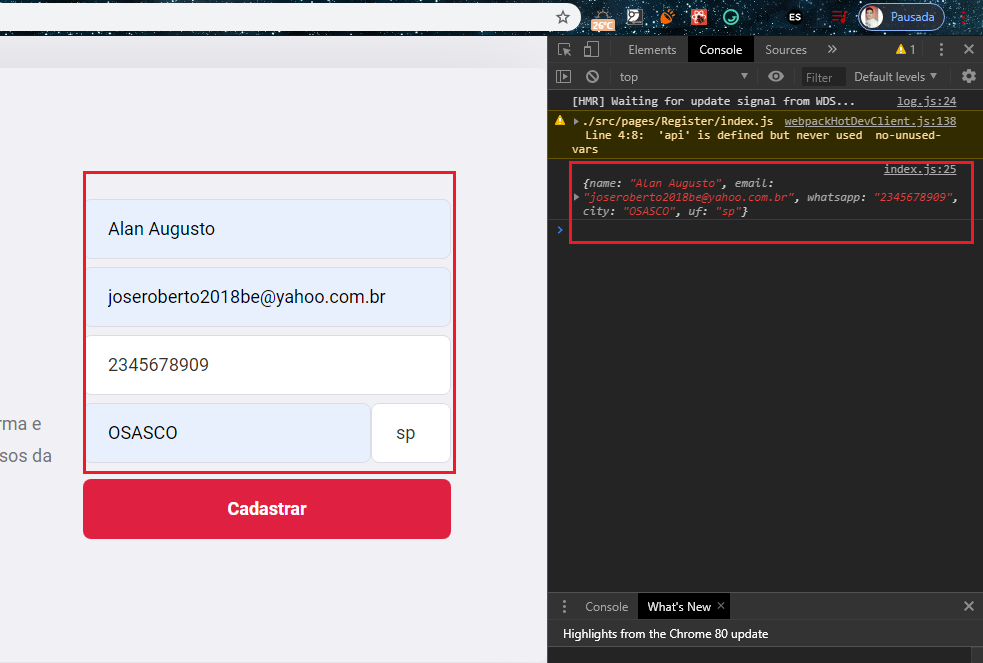 26°C
ES
Pausada
Elements Console Sources » 1
top Filter Default levels
[HMR] Waiting for update signal from WDS... log.js:24
./src/pages/Register/index.js webpackHotDevClient.js:138
Line 4:8: 'api' is defined but never used no-unused-
vars
index.js:25
{name: "Alan Augusto", email:
"joseroberto2018be@yahoo.com.br", whatsapp: "2345678909",
city: "OSASCO", uf: "sp"}
Alan Augusto
joseroberto2018be@yahoo.com.br
2345678909
OSASCO sp
rma e
sos da
Cadastrar
Console What's New
Highlights from the Chrome 80 update